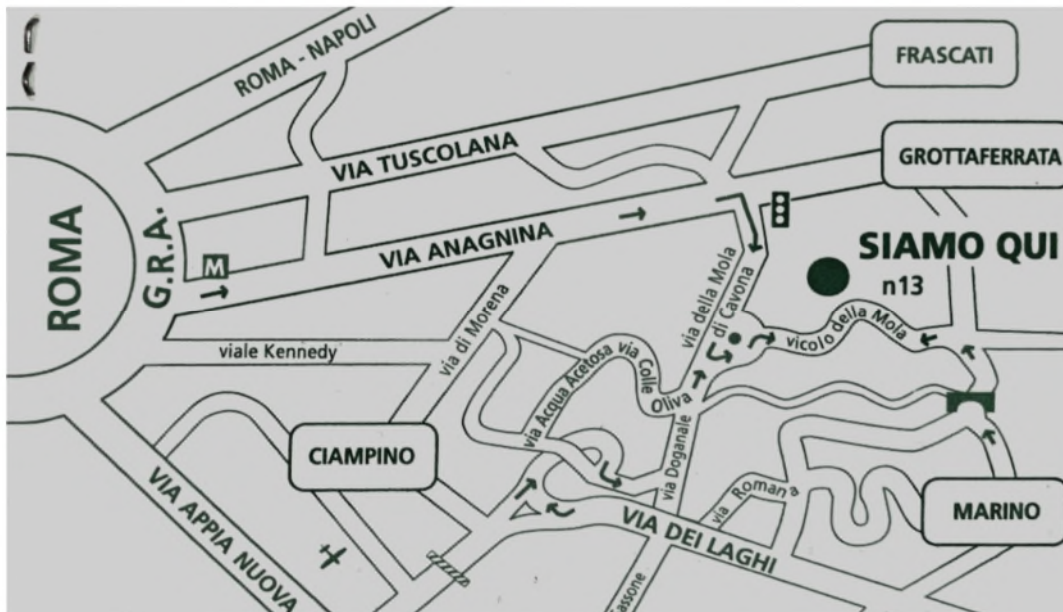 ROMA - NAPOLI
FRASCATI
VIA TUSCOLANA
GROTTAFERRATA
ROMA
G.R.A.
M
VIA ANAGNINA
SIAMO QUI
n13
via della Mola
di Cavona
vicolo della Mola
viale Kennedy
via di Morena
via Acqua Acetosa
via Colle
Oliva
via Doganale
CIAMPINO
via Romana
MARINO
VIA DEI LAGHI
VIA APPIA NUOVA